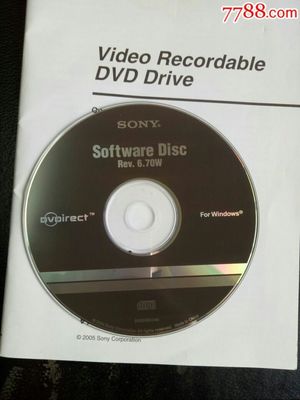 7788.com
Video Recordable
DVD Drive
SONY
Software Disc
Rev. 6.70W
DVDirect™
For Windows®
© 2005 Sony Corporation